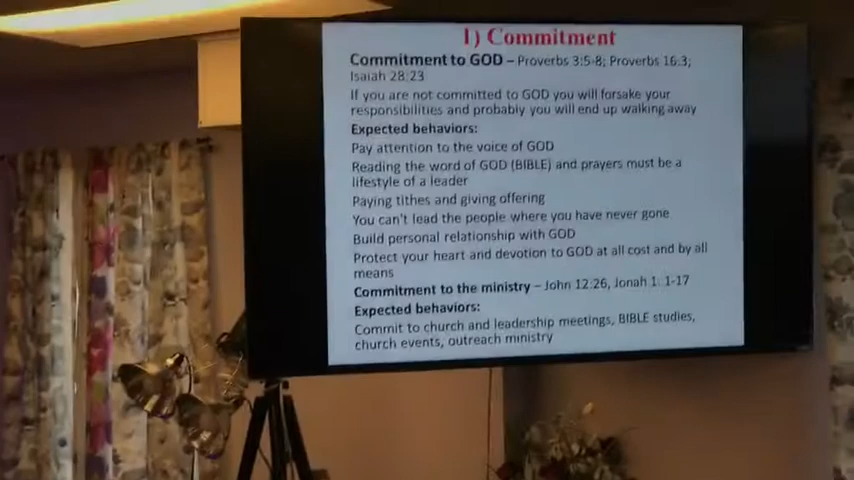 1) Commitment
Commitment to GOD – Proverbs 3:5-8; Proverbs 16:3;
Isaiah 28:23
If you are not committed to GOD you will forsake your
responsibilities and probably you will end up walking away
Expected behaviors:
Pay attention to the voice of GOD
Reading the word of GOD (BIBLE) and prayers must be a
lifestyle of a leader
Paying tithes and giving offering
You can't lead the people where you have never gone
Build personal relationship with GOD
Protect your heart and devotion to GOD at all cost and by all
means
Commitment to the ministry – John 12:26, Jonah 1: 1-17
Expected behaviors:
Commit to church and leadership meetings, BIBLE studies,
church events, outreach ministry